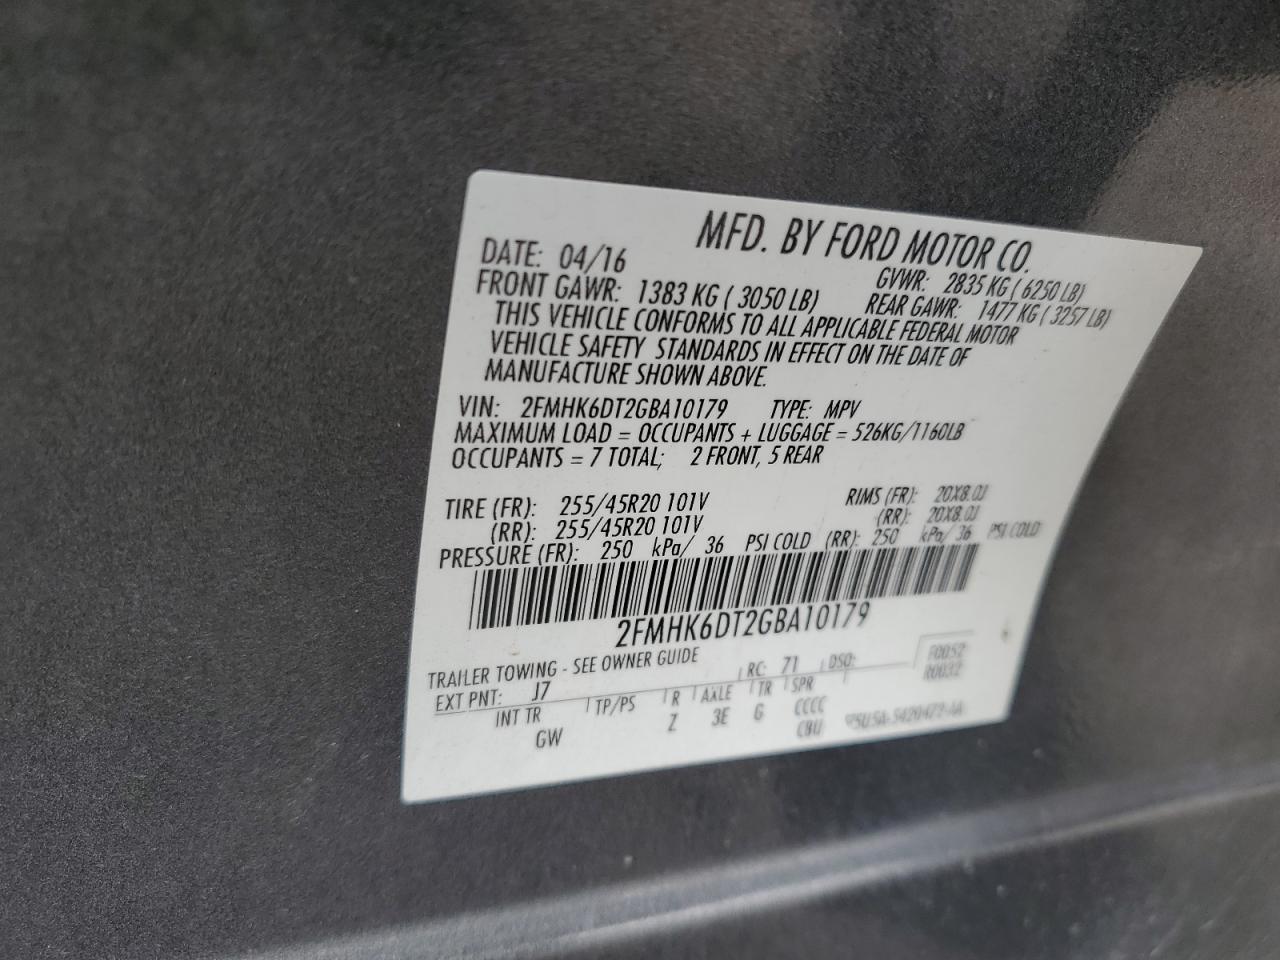 MFD. BY FORD MOTOR CO.
DATE: 04/16 GVWR: 2835 KG ( 6250 LB)
FRONT GAWR: 1383 KG ( 3050 LB) REAR GAWR: 1477 KG ( 3257 LB)
THIS VEHICLE CONFORMS TO ALL APPLICABLE FEDERAL MOTOR
VEHICLE SAFETY STANDARDS IN EFFECT ON THE DATE OF
MANUFACTURE SHOWN ABOVE.
VIN: 2FMHK6DT2GBA10179 TYPE: MPV
MAXIMUM LOAD = OCCUPANTS + LUGGAGE = 526KG/1160LB
OCCUPANTS = 7 TOTAL; 2 FRONT, 5 REAR
TIRE (FR): 255/45R20 101V RIMS (FR): 20X8.0J
(RR): 255/45R20 101V (RR): 20X8.0J
PRESSURE (FR): 250 kPa/ 36 PSI COLD (RR): 250 kPa/ 36 PSI COLD
2FMHK6DT2GBA10179
TRAILER TOWING - SEE OWNER GUIDE
EXT PNT: J7 RC: 71 DSO: F0052
R0032
INT TR TP/PS R AXLE TR SPR
GW Z 3E G CCCC
CBU